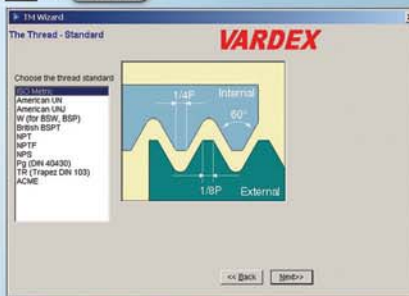 TM Wizard
The Thread - Standard
VARDEX
Choose the thread standard
ISO Metric
American UN
American UNJ
W (for BSW, BSP)
British BSPT
NPT
NPTF
NPS
Pg (DIN 40430)
TR (Trapez DIN 103)
ACME
1/4P
Internal
60°
1/8P
External
<< Back
Next>>